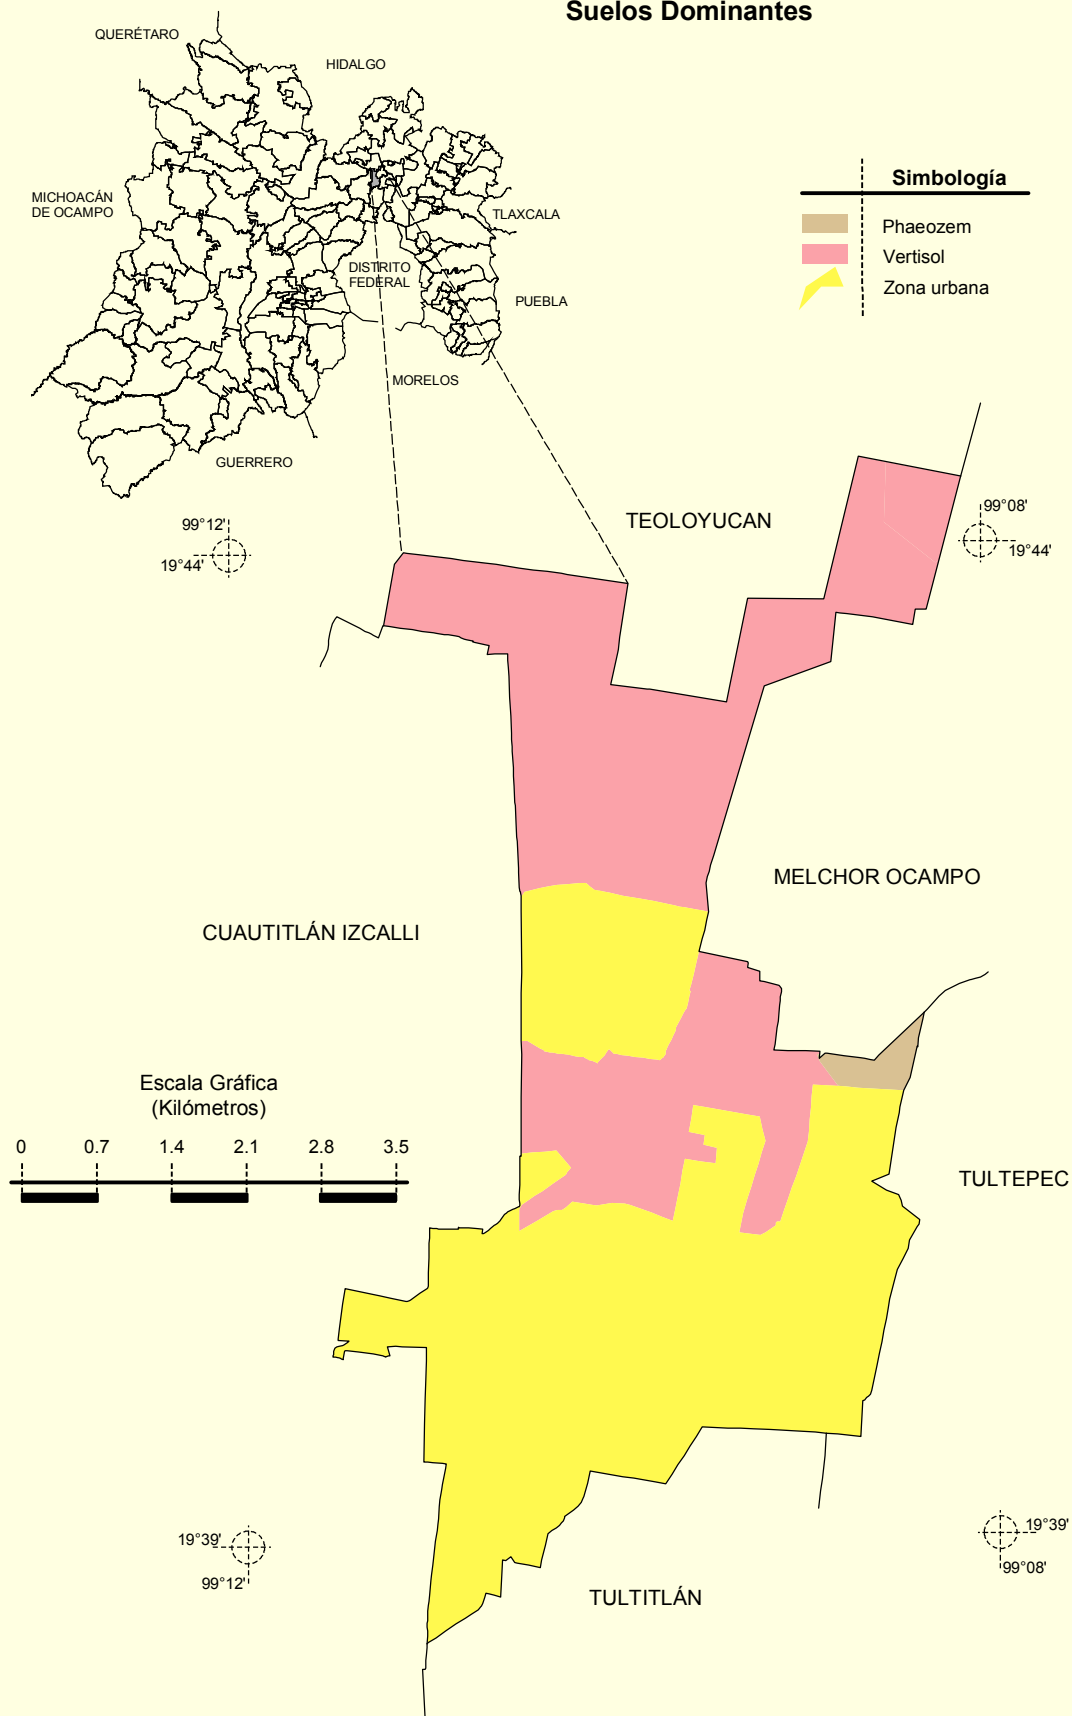 Suelos Dominantes
QUERÉTARO
HIDALGO
MICHOACÁN
DE OCAMPO
TLAXCALA
DISTRITO
FEDERAL
PUEBLA
MORELOS
GUERRERO
Simbología
Phaeozem
Vertisol
Zona urbana
99°12'
19°44'
TEOLOYUCAN
99°08'
19°44'
MELCHOR OCAMPO
CUAUTITLÁN IZCALLI
Escala Gráfica
(Kilómetros)
0 0.7 1.4 2.1 2.8 3.5
TULTEPEC
19°39'
99°12'
19°39'
99°08'
TULTITLÁN